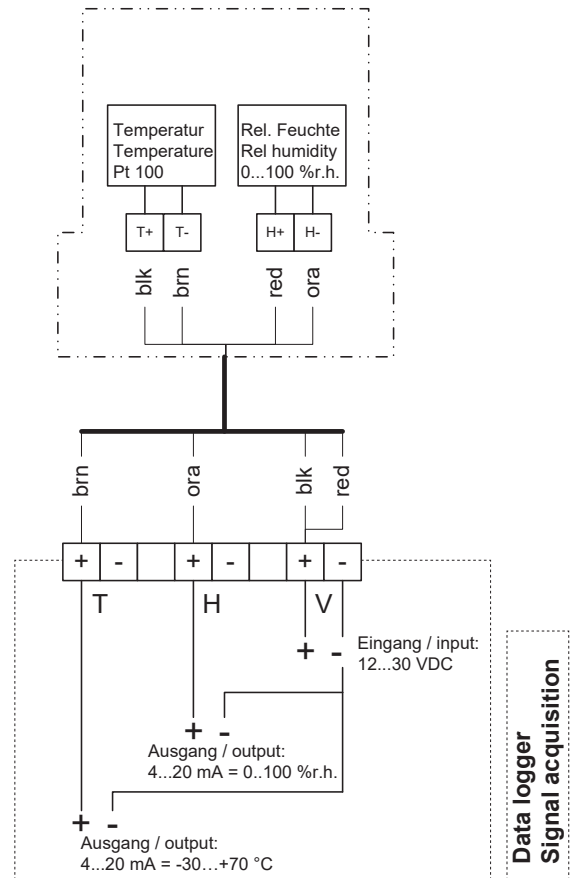 Temperatur
Temperature
Pt 100
Rel. Feuchte
Rel humidity
0...100 %r.h.
T+ T-
H+ H-
blk brn red ora
brn ora blk red
+ - + - + -
T H V
+ -
Eingang / input:
12...30 VDC
+ -
Ausgang / output:
4...20 mA = 0..100 %r.h.
+ -
Ausgang / output:
4...20 mA = -30...+70 °C
Data logger
Signal acquisition